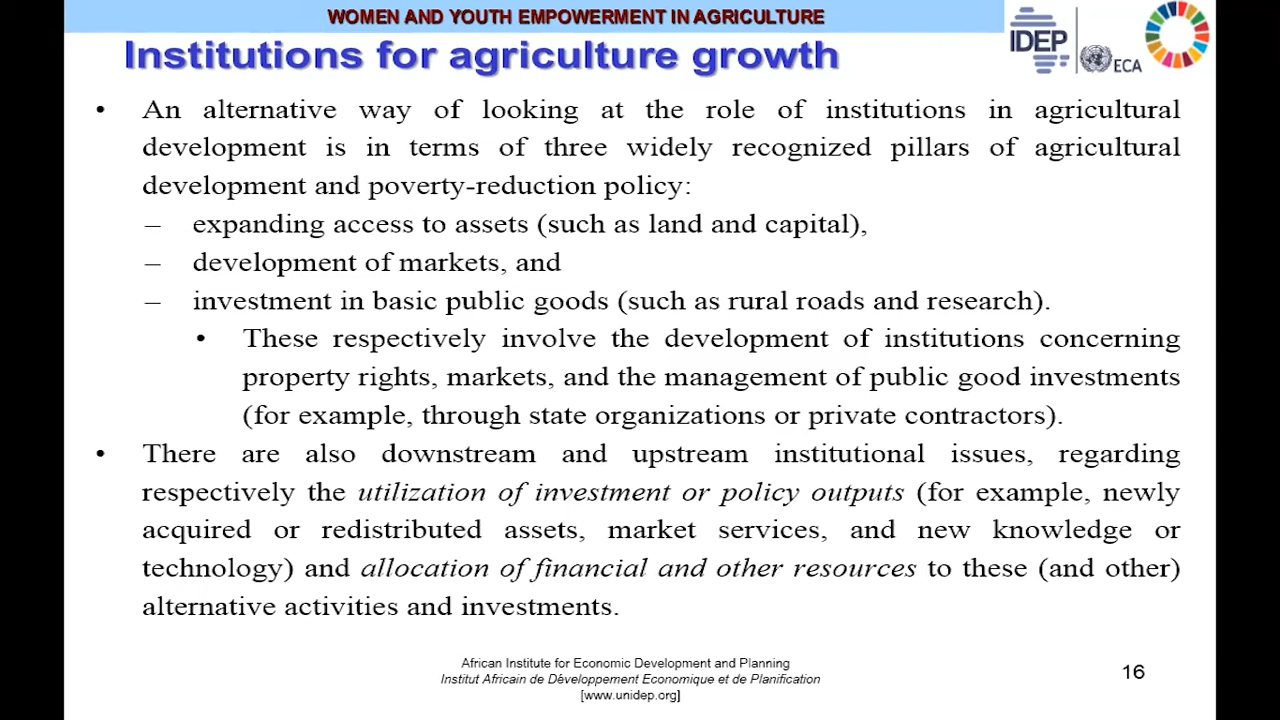 WOMEN AND YOUTH EMPOWERMENT IN AGRICULTURE
Institutions for agriculture growth
IDEP
ECA
• An alternative way of looking at the role of institutions in agricultural
development is in terms of three widely recognized pillars of agricultural
development and poverty-reduction policy:
– expanding access to assets (such as land and capital),
– development of markets, and
– investment in basic public goods (such as rural roads and research).
• These respectively involve the development of institutions concerning
property rights, markets, and the management of public good investments
(for example, through state organizations or private contractors).
• There are also downstream and upstream institutional issues, regarding
respectively the utilization of investment or policy outputs (for example, newly
acquired or redistributed assets, market services, and new knowledge or
technology) and allocation of financial and other resources to these (and other)
alternative activities and investments.
African Institute for Economic Development and Planning
Institut Africain de Développement Economique et de Planification
[www.unidep.org]
16